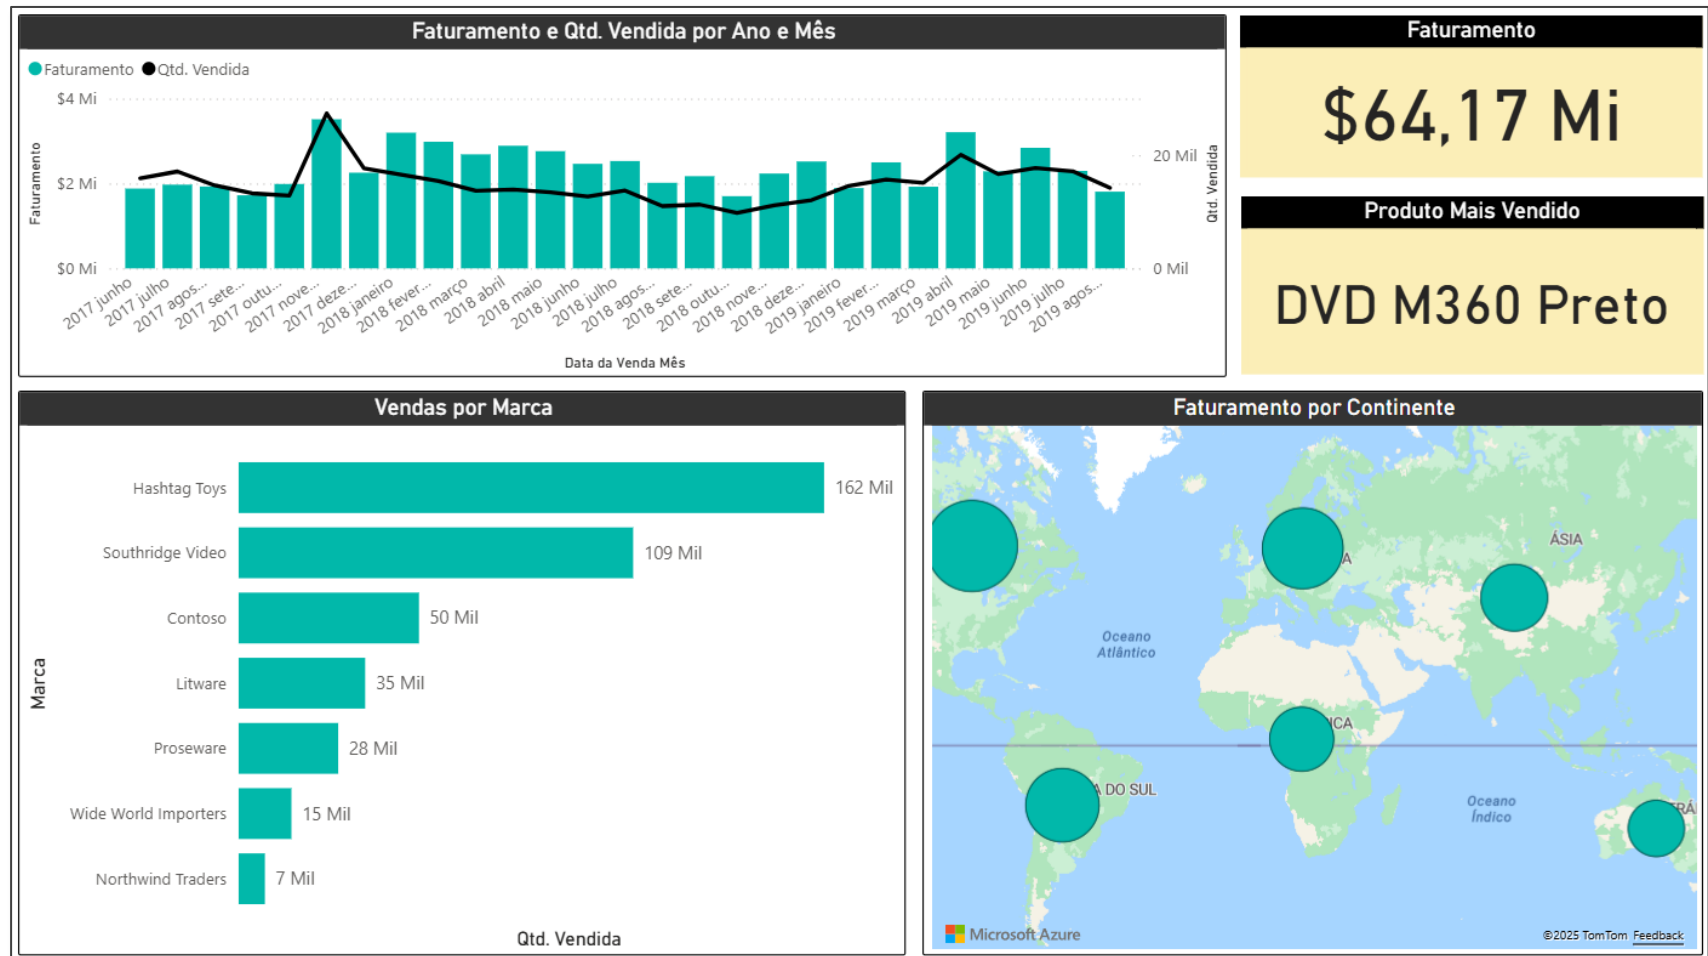 Faturamento e Qtd. Vendida por Ano e Mês
Faturamento Qtd. Vendida
$4 Mi
$2 Mi
$0 Mi
Faturamento
20 Mil
0 Mil
Qtd. Vendida
2017 junho
2017 julho
2017 agos...
2017 sete...
2017 outu...
2017 nove...
2017 deze...
2018 janeiro
2018 fever...
2018 março
2018 abril
2018 maio
2018 junho
2018 julho
2018 agos...
2018 sete...
2018 outu...
2018 nove...
2018 deze...
2019 janeiro
2019 fever...
2019 março
2019 abril
2019 maio
2019 junho
2019 julho
2019 agos...
Data da Venda Mês
Faturamento
$64,17 Mi
Produto Mais Vendido
DVD M360 Preto
Vendas por Marca
Marca
Hashtag Toys 162 Mil
Southridge Video 109 Mil
Contoso 50 Mil
Litware 35 Mil
Proseware 28 Mil
Wide World Importers 15 Mil
Northwind Traders 7 Mil
Qtd. Vendida
Faturamento por Continente
ÁSIA
A
Oceano
Atlântico
ICA
A DO SUL
Oceano
Índico
RÁ
Microsoft Azure
©2025 TomTom Feedback